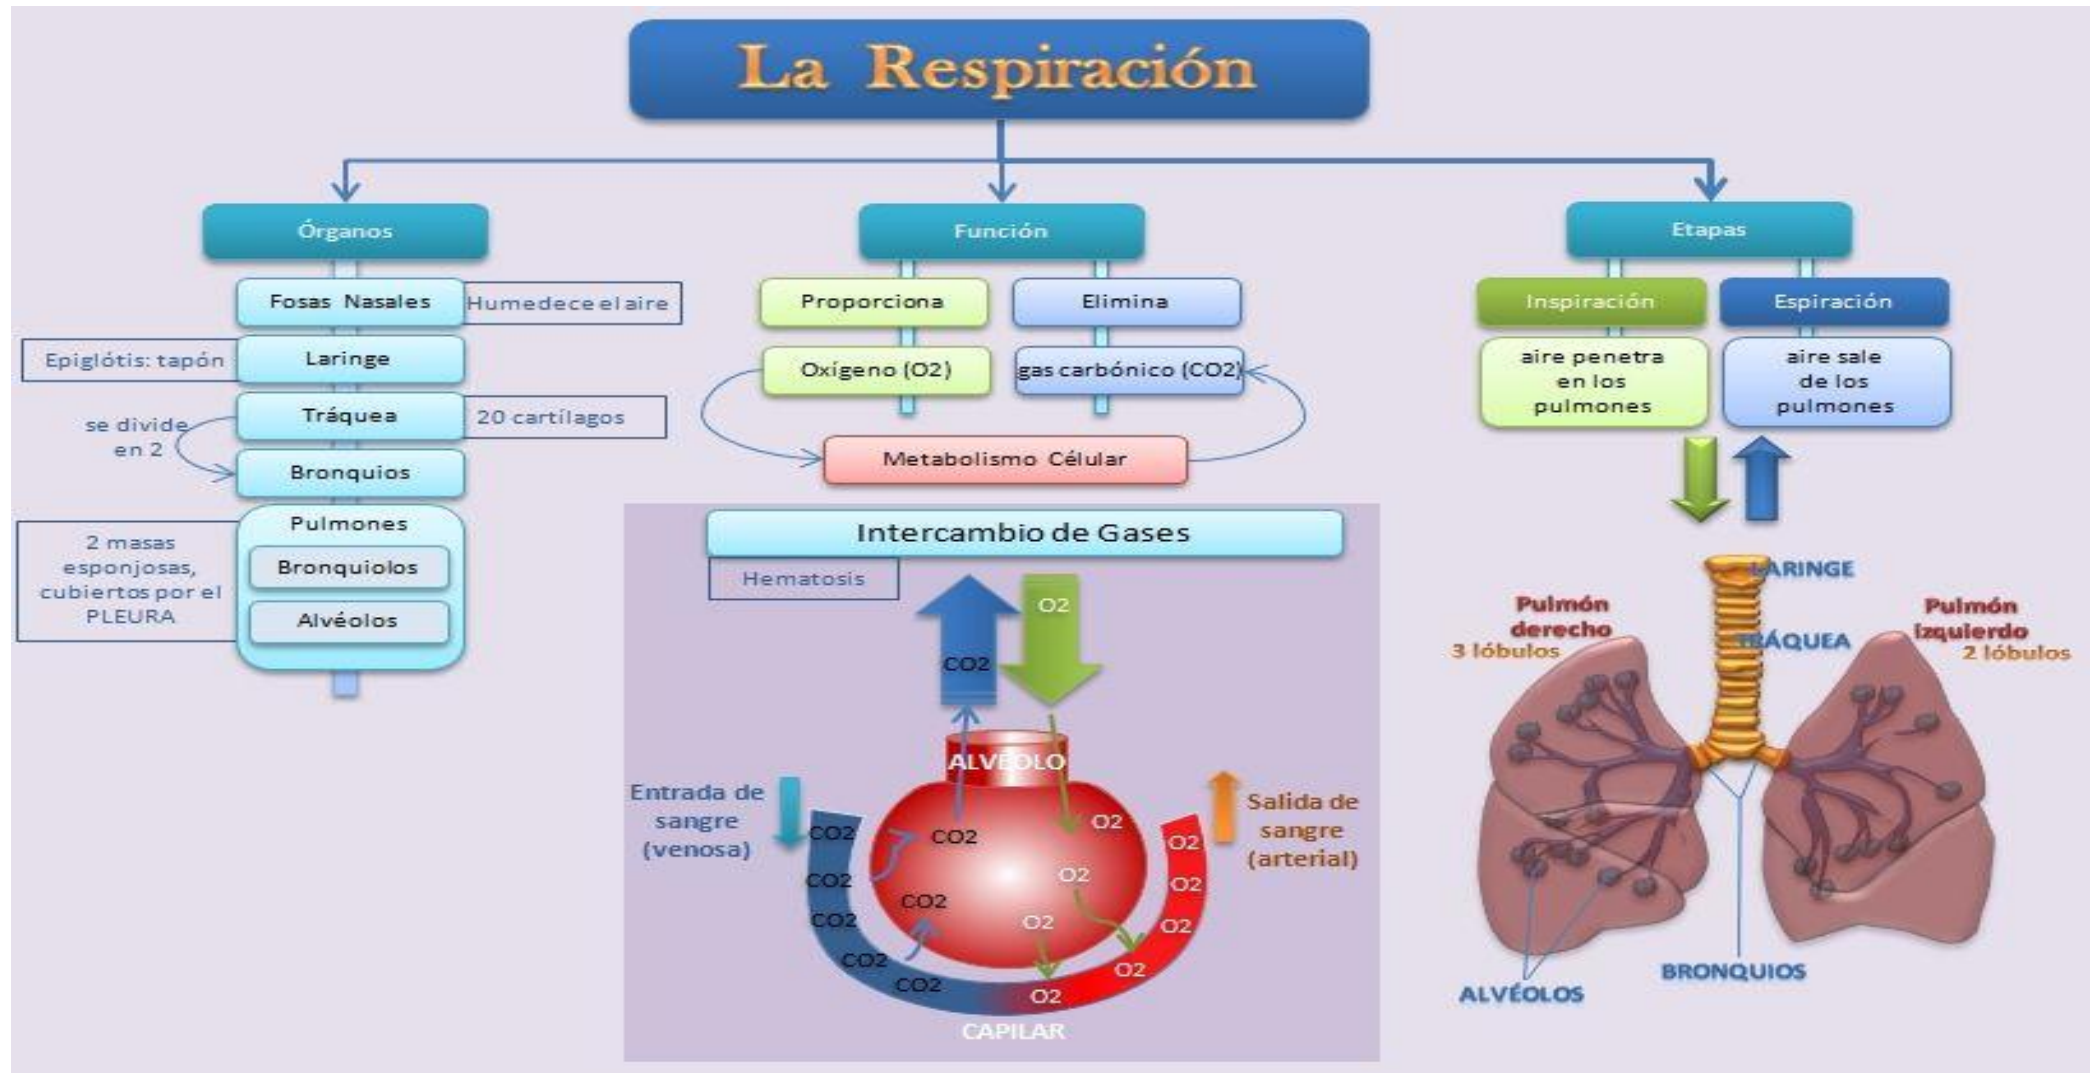 La Respiración
Órganos
Fosas Nasales
Humedece el aire
Epiglótis: tapón
Laringe
Tráquea
20 cartílagos
se divide
en 2
Bronquios
Pulmones
Bronquiolos
Alvéolos
2 masas
esponjosas,
cubiertos por el
PLEURA
Función
Proporciona
Elimina
Oxígeno (O2)
gas carbónico (CO2)
Metabolismo Célular
Etapas
Inspiración
Espiración
aire penetra
en los
pulmones
aire sale
de los
pulmones
Intercambio de Gases
Hematosis
CO2
O2
ALVÉOLO
Entrada de
sangre
(venosa)
Salida de
sangre
(arterial)
CO2
CO2
CO2
CO2
CO2
CO2
CO2
O2
O2
O2
O2
O2
O2
O2
O2
CAPILAR
LARINGE
TRÁQUEA
Pulmón
derecho
3 lóbulos
Pulmón
izquierdo
2 lóbulos
BRONQUIOS
ALVÉOLOS